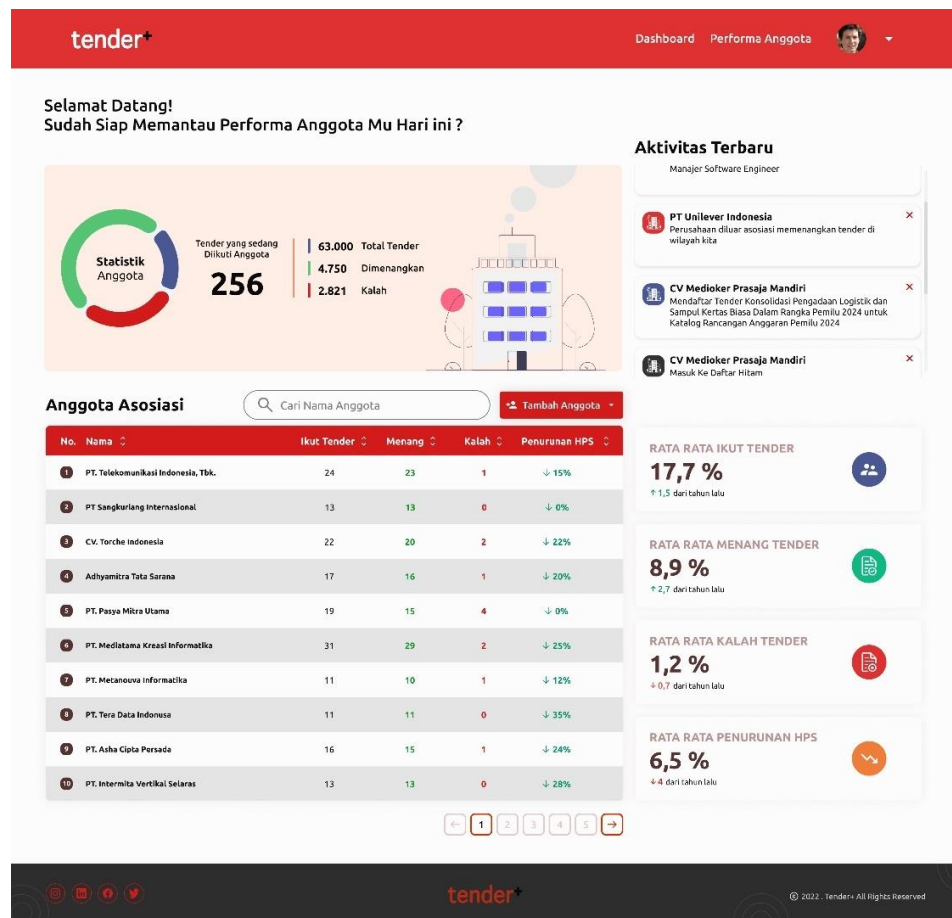 tender+
Dashboard Performa Anggota
Selamat Datang!
Sudah Siap Memantau Performa Anggota Mu Hari ini ?
Statistik
Anggota
Tender yang sedang
Diikuti Anggota
256
63.000 Total Tender
4.750 Dimenangkan
2.821 Kalah
Aktivitas Terbaru
Manajer Software Engineer
PT Unilever Indonesia
Perusahaan diluar asosiasi memenangkan tender di
wilayah kita
CV Medioker Prasaja Mandiri
Mendaftar Tender Konsolidasi Pengadaan Logistik dan
Sampul Kertas Biasa Dalam Rangka Pemilu 2024 untuk
Katalog Rancangan Anggaran Pemilu 2024
CV Medioker Prasaja Mandiri
Masuk Ke Daftar Hitam
Anggota Asosiasi
Cari Nama Anggota
Tambah Anggota
No. Nama Ikut Tender Menang Kalah Penurunan HPS
1 PT. Telekomunikasi Indonesia, Tbk. 24 23 1 ↓ 15%
2 PT Sangkuriang Internasional 13 13 0 ↓ 0%
3 CV. Torche Indonesia 22 20 2 ↓ 22%
4 Adhyamitra Tata Sarana 17 16 1 ↓ 20%
5 PT. Pasya Mitra Utama 19 15 4 ↓ 0%
6 PT. Mediatama Kreasi Informatika 31 29 2 ↓ 25%
7 PT. Metanouva Informatika 11 10 1 ↓ 12%
8 PT. Tera Data Indonusa 11 11 0 ↓ 35%
9 PT. Asha Cipta Persada 16 15 1 ↓ 24%
10 PT. Intermita Vertikal Selaras 13 13 0 ↓ 28%
← 1 2 3 4 5 →
RATA RATA IKUT TENDER
17,7 %
↑ 1,5 dari tahun lalu
RATA RATA MENANG TENDER
8,9 %
↑ 2,7 dari tahun lalu
RATA RATA KALAH TENDER
1,2 %
↓ 0,7 dari tahun lalu
RATA RATA PENURUNAN HPS
6,5 %
↓ 4 dari tahun lalu
tender+
© 2022 . Tender+ All Rights Reserved